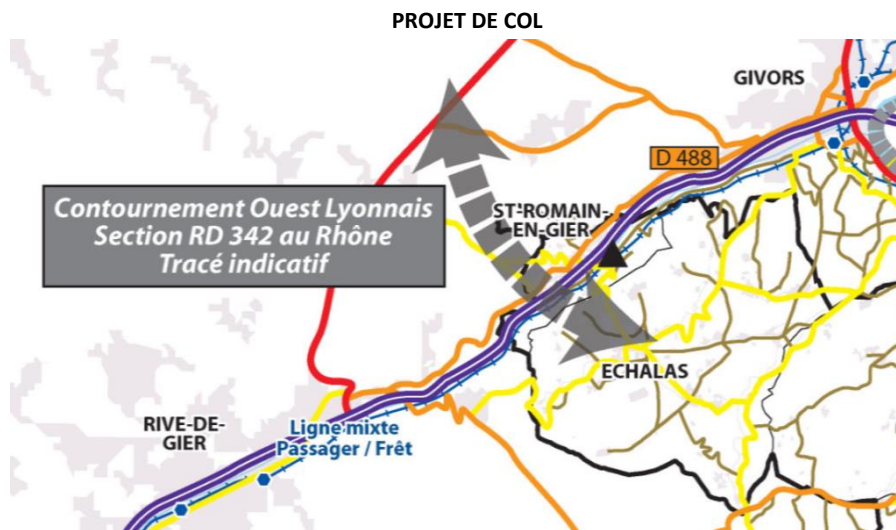 PROJET DE COL
GIVORS
D 488
Contournement Ouest Lyonnais
Section RD 342 au Rhône
Tracé indicatif
ST-ROMAIN-
EN-GIER
ECHALAS
RIVE-DE-
GIER
Ligne mixte
Passager / Frêt